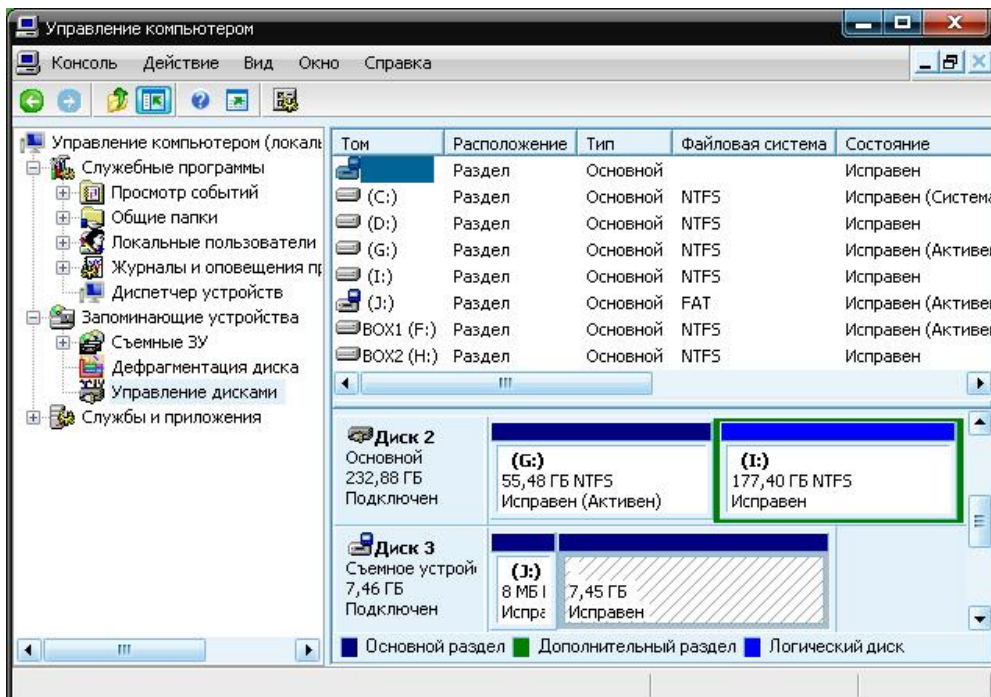 Управление компьютером
Консоль Действие Вид Окно Справка
Управление компьютером (локаль
Служебные программы
Просмотр событий
Общие папки
Локальные пользователи
Журналы и оповещения пр
Диспетчер устройств
Запоминающие устройства
Съемные ЗУ
Дефрагментация диска
Управление дисками
Службы и приложения
Том Расположение Тип Файловая система Состояние
Раздел Основной Исправен
(C:) Раздел Основной NTFS Исправен (Система
(D:) Раздел Основной NTFS Исправен
(G:) Раздел Основной NTFS Исправен (Активен
(I:) Раздел Основной NTFS Исправен
(J:) Раздел Основной FAT Исправен (Активен
BOX1 (F:) Раздел Основной NTFS Исправен (Активен
BOX2 (H:) Раздел Основной NTFS Исправен
Диск 2
Основной
232,88 ГБ
Подключен
(G:)
55,48 ГБ NTFS
Исправен (Активен)
(I:)
177,40 ГБ NTFS
Исправен
Диск 3
Съемное устрой
7,46 ГБ
Подключен
(J:)
8 МБ
Испра
7,45 ГБ
Исправен
Основной раздел Дополнительный раздел Логический диск